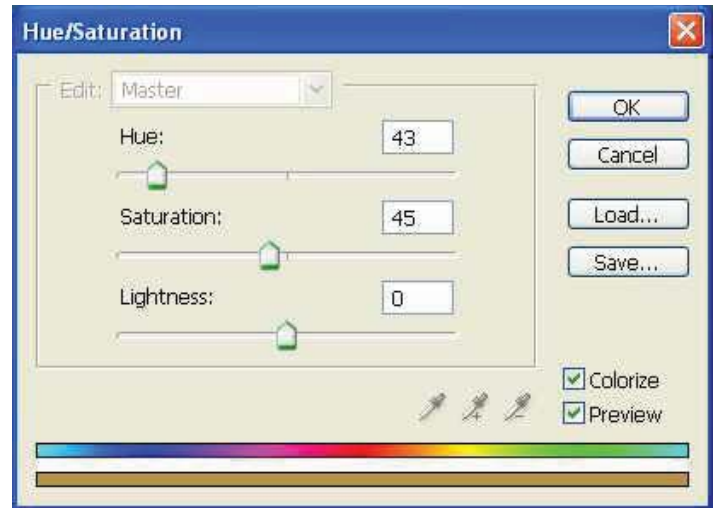 Hue/Saturation
Edit: Master
OK
Hue: 43
Cancel
Saturation: 45
Load...
Save...
Lightness: 0
Colorize
Preview